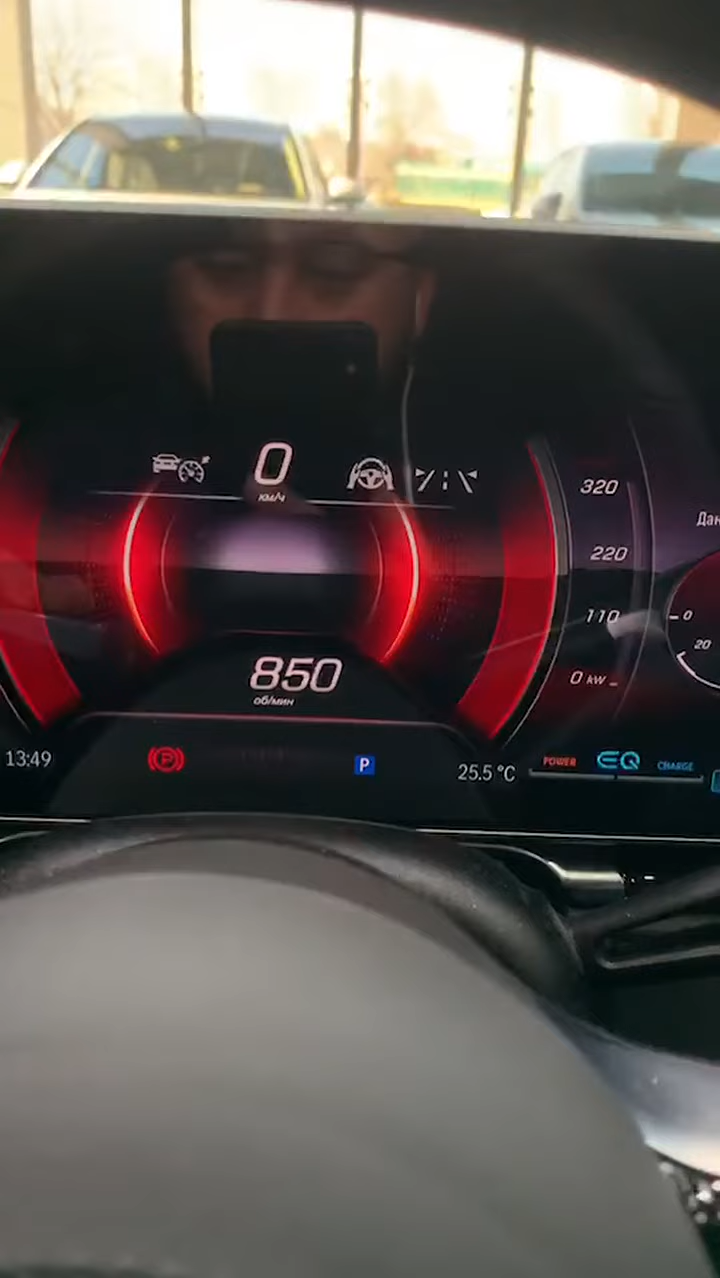 0
км/ч
320
220
110
0 kw
Дан
0
20
850
об/мин
13:49
P
P
25.5 °C
POWER
EQ
CHARGE